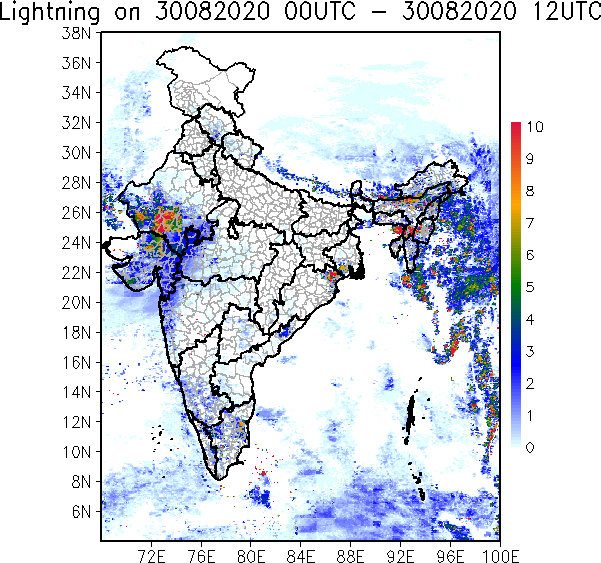 Lightning on 30082020 00UTC – 30082020 12UTC
38N
36N
34N
32N
30N
28N
26N
24N
22N
20N
18N
16N
14N
12N
10N
8N
6N
72E 76E 80E 84E 88E 92E 96E 100E
10
9
8
7
6
5
4
3
2
1
0